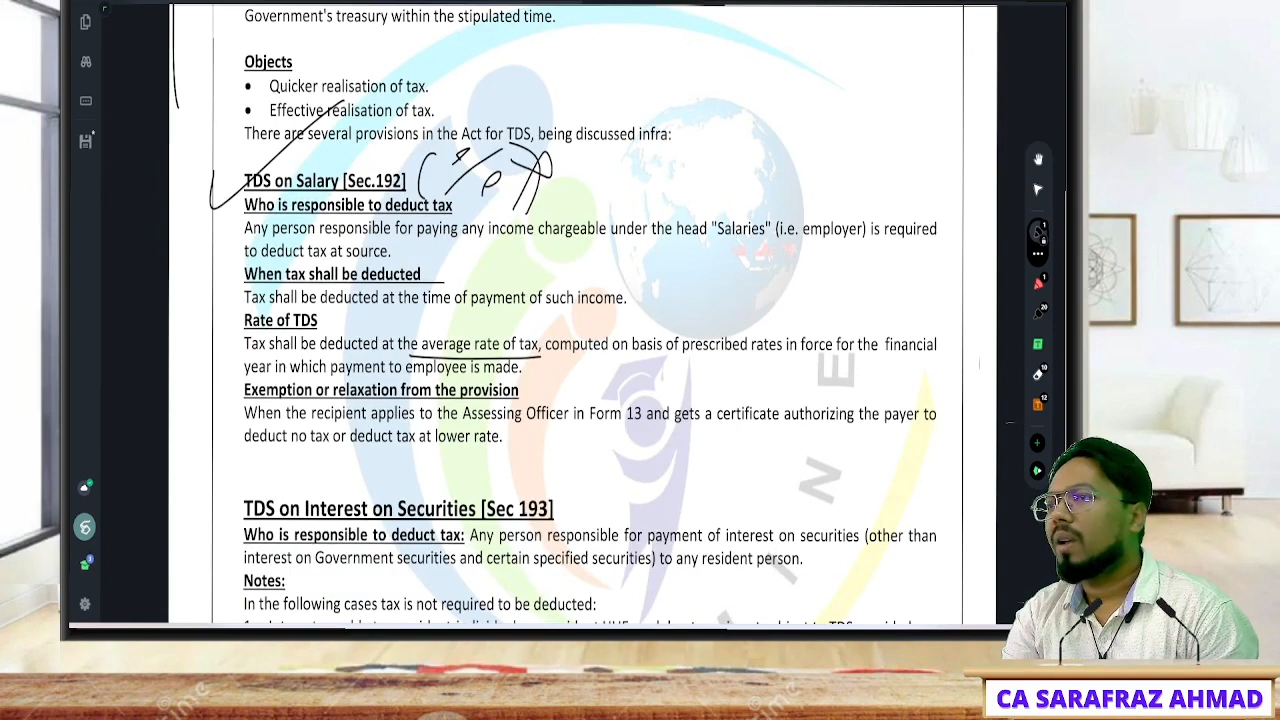 Government's treasury within the stipulated time.
Objects
• Quicker realisation of tax.
• Effective realisation of tax.
There are several provisions in the Act for TDS, being discussed infra:
TDS on Salary [Sec.192]
Who is responsible to deduct tax
Any person responsible for paying any income chargeable under the head "Salaries" (i.e. employer) is required
to deduct tax at source.
When tax shall be deducted
Tax shall be deducted at the time of payment of such income.
Rate of TDS
Tax shall be deducted at the average rate of tax, computed on basis of prescribed rates in force for the financial
year in which payment to employee is made.
Exemption or relaxation from the provision
When the recipient applies to the Assessing Officer in Form 13 and gets a certificate authorizing the payer to
deduct no tax or deduct tax at lower rate.
TDS on Interest on Securities [Sec 193]
Who is responsible to deduct tax: Any person responsible for payment of interest on securities (other than
interest on Government securities and certain specified securities) to any resident person.
Notes:
In the following cases tax is not required to be deducted:
I N E
CA SARAFRAZ AHMAD